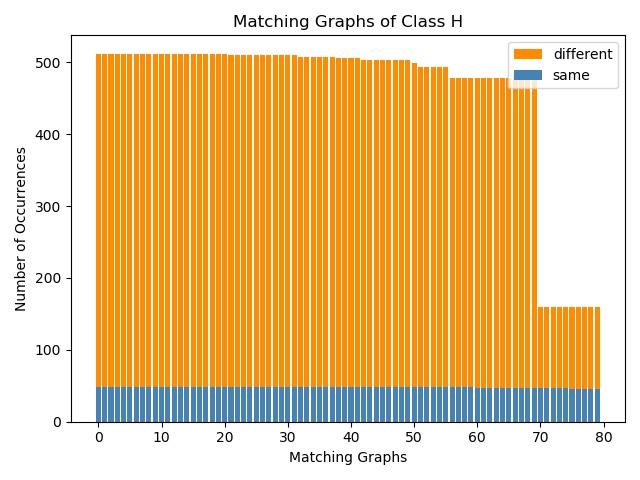 Matching Graphs of Class H
different
same
Number of Occurrences
500
400
300
200
100
0
0 10 20 30 40 50 60 70 80
Matching Graphs